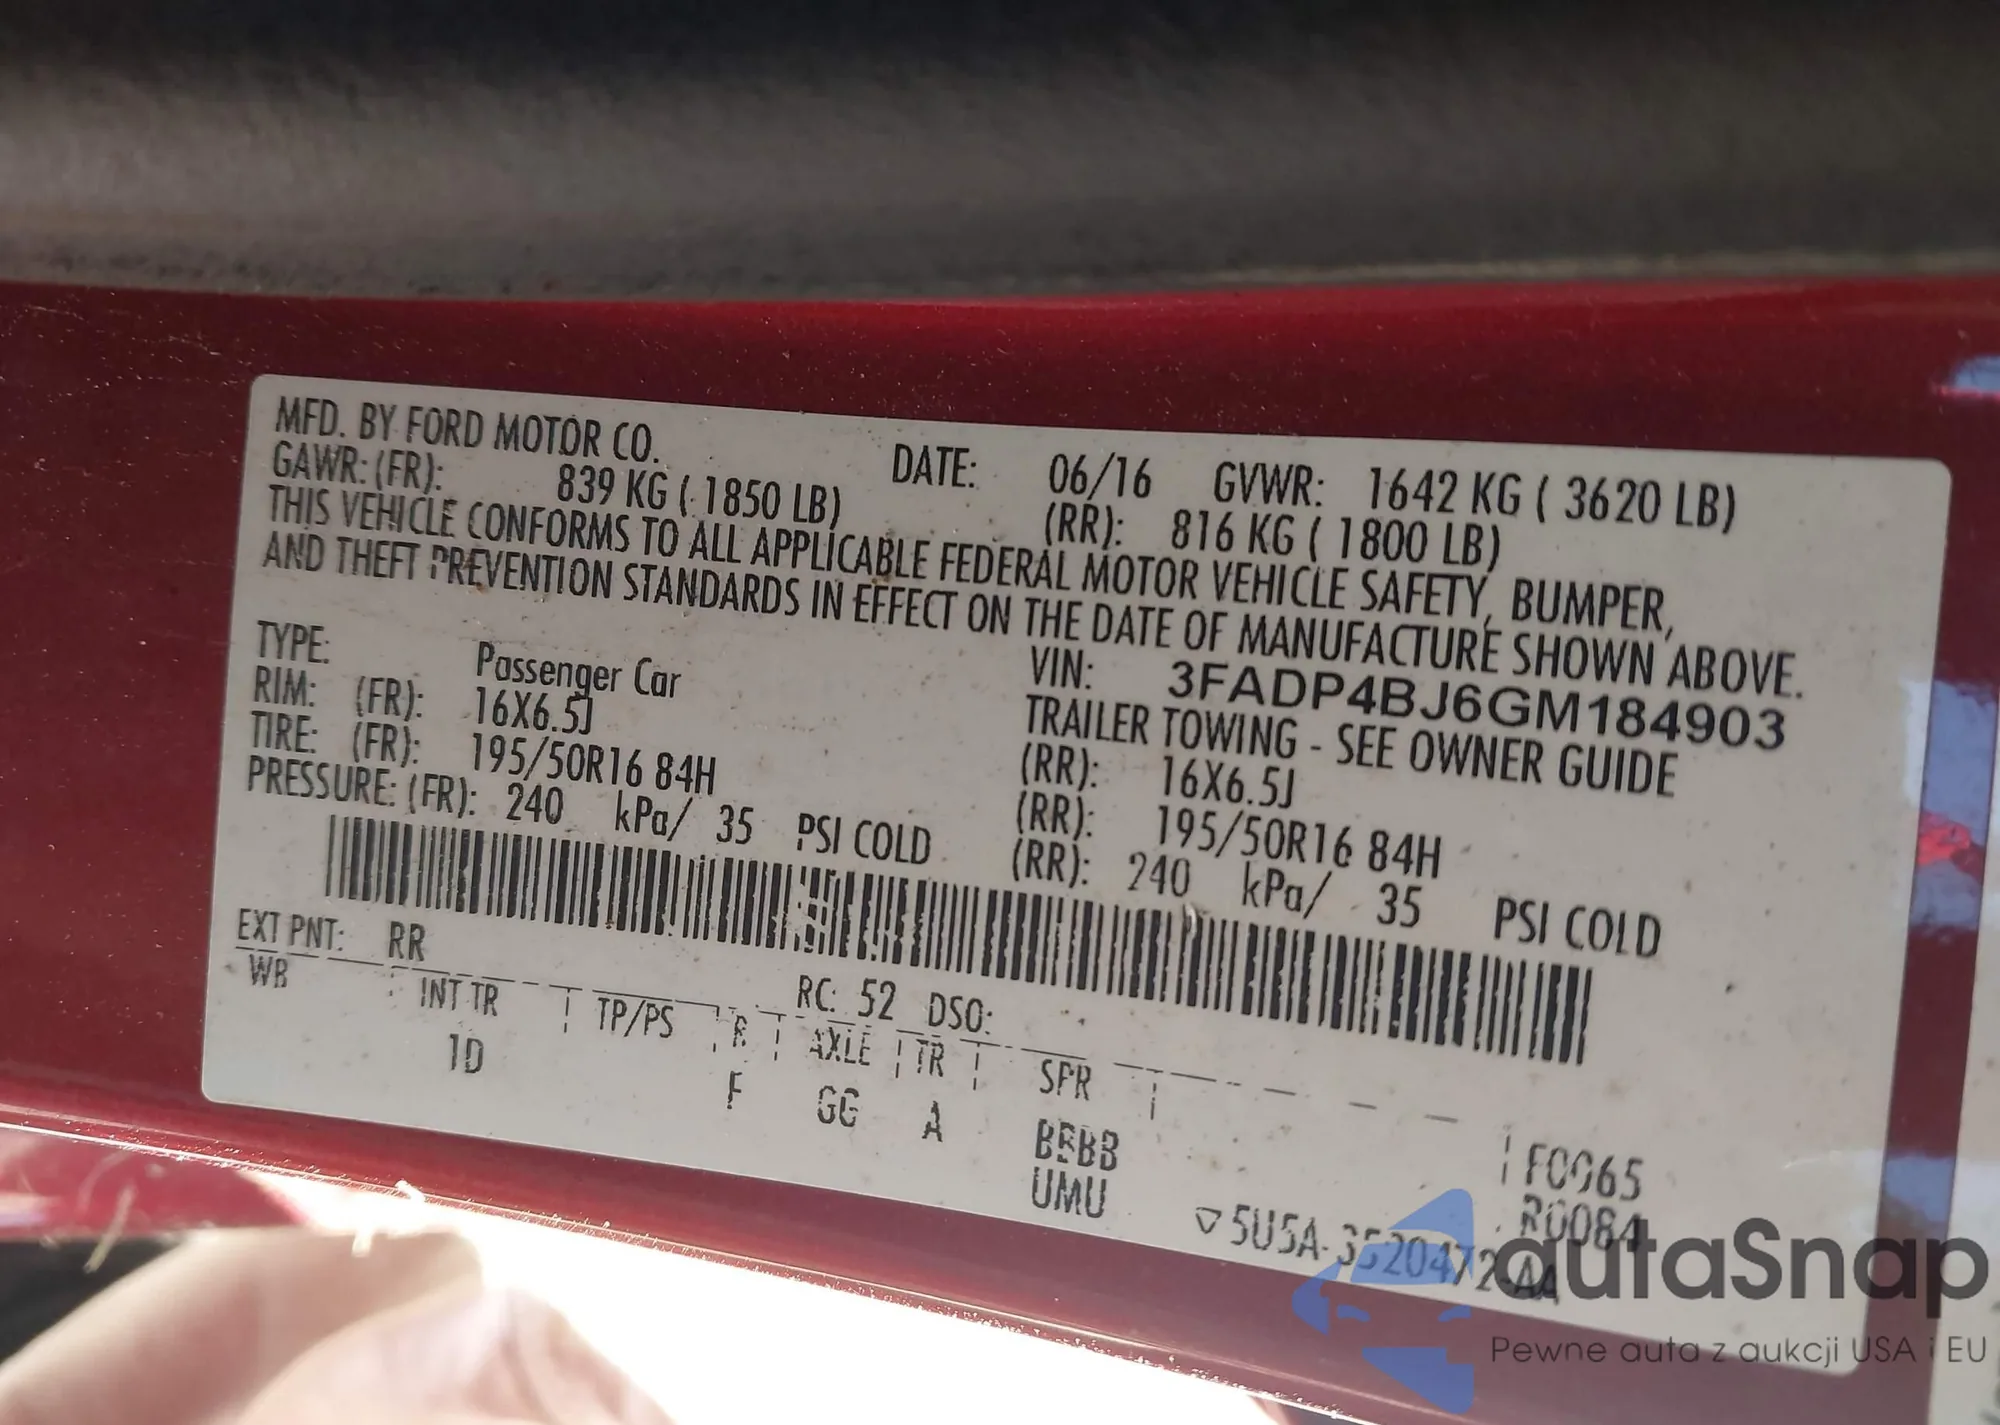 MFD. BY FORD MOTOR CO. DATE: 06/16 GVWR: 1642 KG ( 3620 LB)
GAWR: (FR): 839 KG ( 1850 LB) (RR): 816 KG ( 1800 LB)
THIS VEHICLE CONFORMS TO ALL APPLICABLE FEDERAL MOTOR VEHICLE SAFETY, BUMPER,
AND THEFT PREVENTION STANDARDS IN EFFECT ON THE DATE OF MANUFACTURE SHOWN ABOVE.
VIN: 3FADP4BJ6GM184903
TYPE: Passenger Car TRAILER TOWING - SEE OWNER GUIDE
RIM: (FR): 16X6.5J (RR): 16X6.5J
TIRE: (FR): 195/50R16 84H (RR): 195/50R16 84H
PRESSURE: (FR): 240 kPa/ 35 PSI COLD (RR): 240 kPa/ 35 PSI COLD
EXT PNT: RR RC: 52 DSO:
WB INT TR TP/PS R AXLE TR SPR
1D F GG A BEBB
UMU
F0065
R0084
▽5U5A-3520472-AA
autaSnap
Pewne auta z aukcji USA i EU